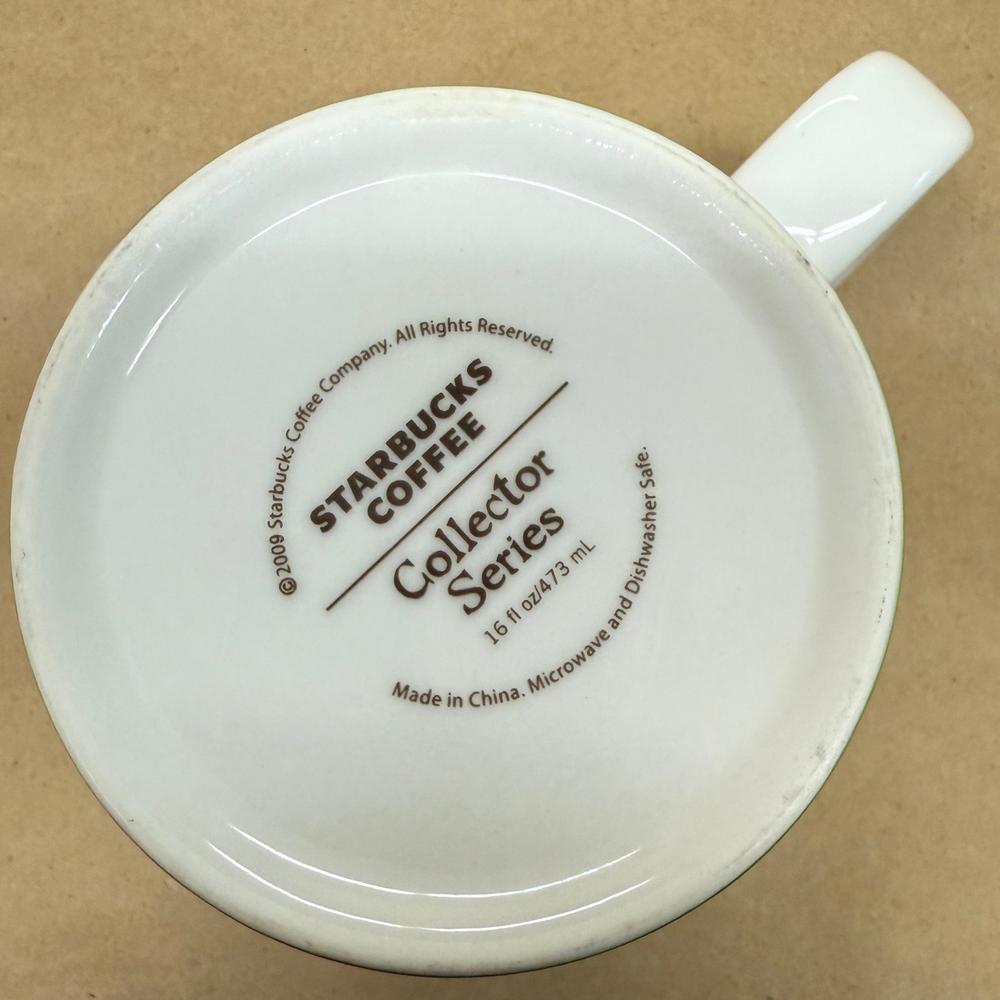 ©2009 Starbucks Coffee Company. All Rights Reserved.
STARBUCKS
COFFEE
Collector
Series
16 fl oz/473 mL
Made in China. Microwave and Dishwasher Safe.